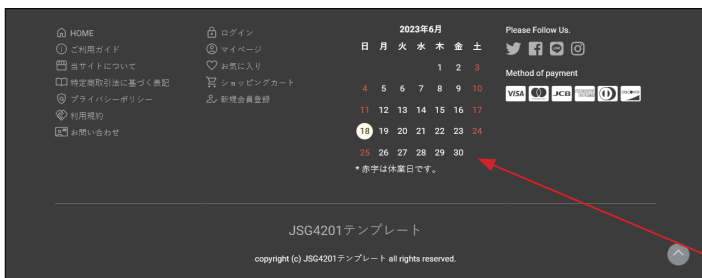 HOME
ご利用ガイド
当サイトについて
特定商取引法に基づく表記
プライバシーポリシー
利用規約
お問い合わせ
ログイン
マイページ
お気に入り
ショッピングカート
新規会員登録
2023年6月
日 月 火 水 木 金 土
1 2 3
4 5 6 7 8 9 10
11 12 13 14 15 16 17
18 19 20 21 22 23 24
25 26 27 28 29 30
* 赤字は休業日です。
Please Follow Us.
Method of payment
VISA JCB DISCOVER
JSG4201テンプレート
copyright (c) JSG4201テンプレート all rights reserved.